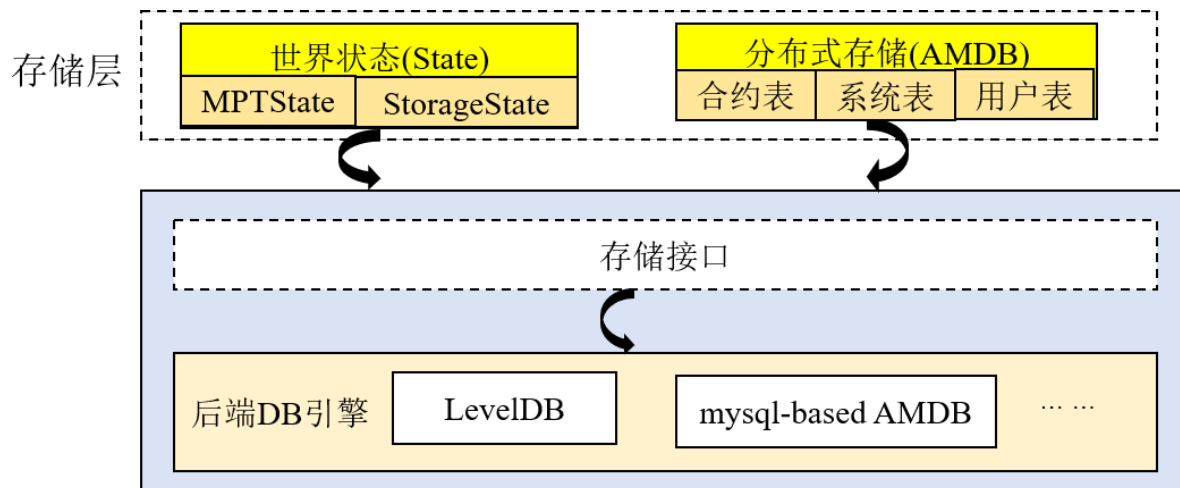 存储层
世界状态(State)
MPTState
StorageState
分布式存储(AMDB)
合约表
系统表
用户表
存储接口
后端DB引擎
LevelDB
mysql-based AMDB
… …